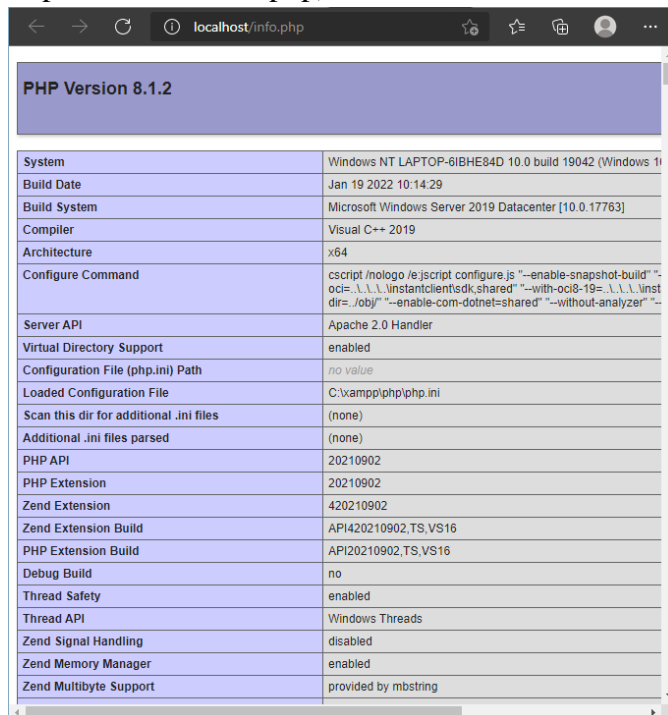 localhost/info.php
PHP Version 8.1.2
System Windows NT LAPTOP-6IBHE84D 10.0 build 19042 (Windows 1
Build Date Jan 19 2022 10:14:29
Build System Microsoft Windows Server 2019 Datacenter [10.0.17763]
Compiler Visual C++ 2019
Architecture x64
Configure Command cscript /nologo /e:jscript configure.js "--enable-snapshot-build" "-
oci=..\..\..\..\instantclient\sdk,shared" "--with-oci8-19=..\..\..\..\inst
dir=../obj/" "--enable-com-dotnet=shared" "--without-analyzer" "--
Server API Apache 2.0 Handler
Virtual Directory Support enabled
Configuration File (php.ini) Path no value
Loaded Configuration File C:\xampp\php\php.ini
Scan this dir for additional .ini files (none)
Additional .ini files parsed (none)
PHP API 20210902
PHP Extension 20210902
Zend Extension 420210902
Zend Extension Build API420210902,TS,VS16
PHP Extension Build API20210902,TS,VS16
Debug Build no
Thread Safety enabled
Thread API Windows Threads
Zend Signal Handling disabled
Zend Memory Manager enabled
Zend Multibyte Support provided by mbstring